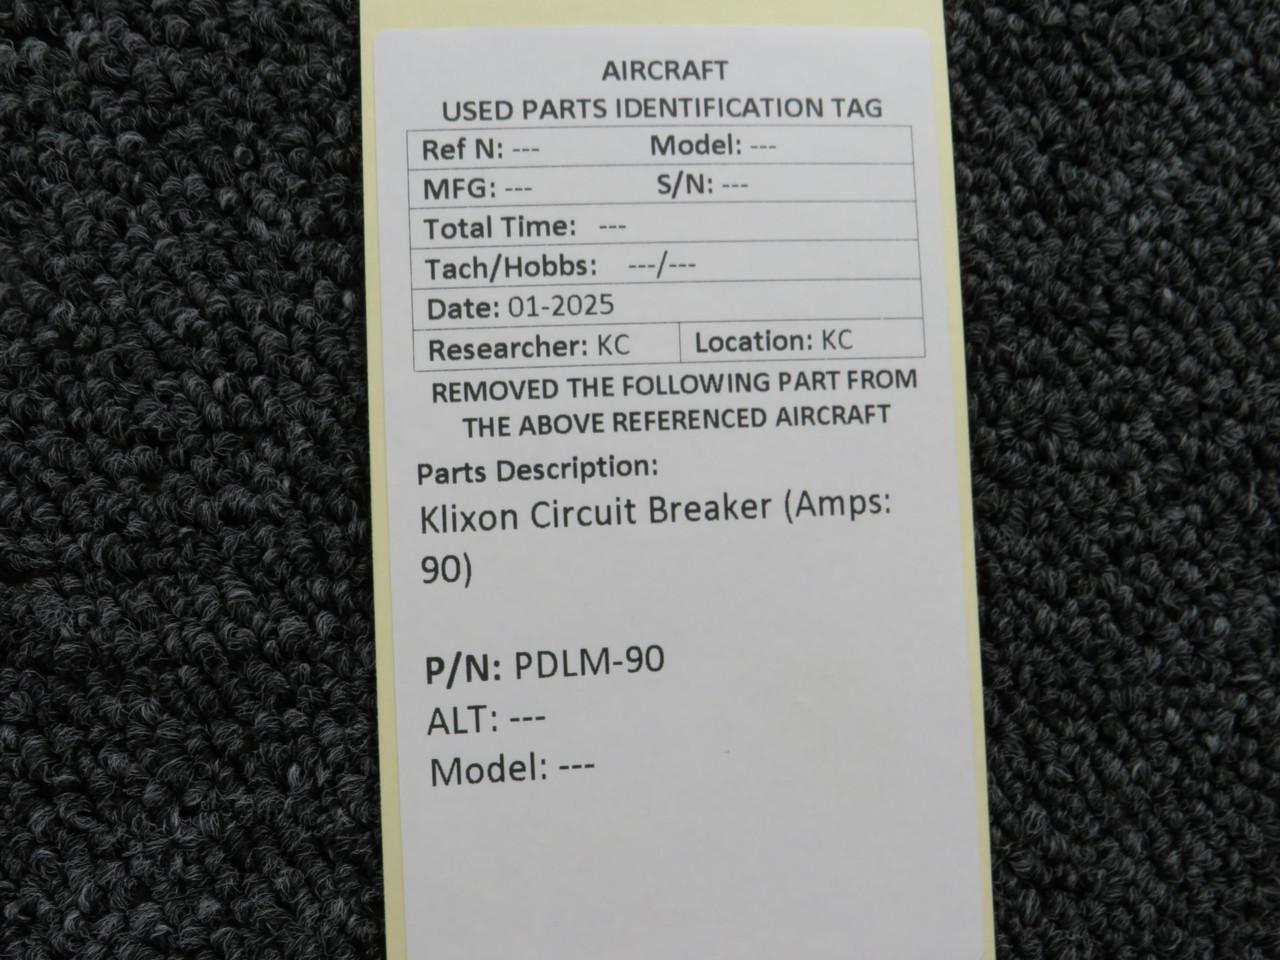 AIRCRAFT
USED PARTS IDENTIFICATION TAG
Ref N: --- Model: ---
MFG: --- S/N: ---
Total Time: ---
Tach/Hobbs: ---/---
Date: 01-2025
Researcher: KC Location: KC
REMOVED THE FOLLOWING PART FROM
THE ABOVE REFERENCED AIRCRAFT
Parts Description:
Klixon Circuit Breaker (Amps:
90)
P/N: PDLM-90
ALT: ---
Model: ---